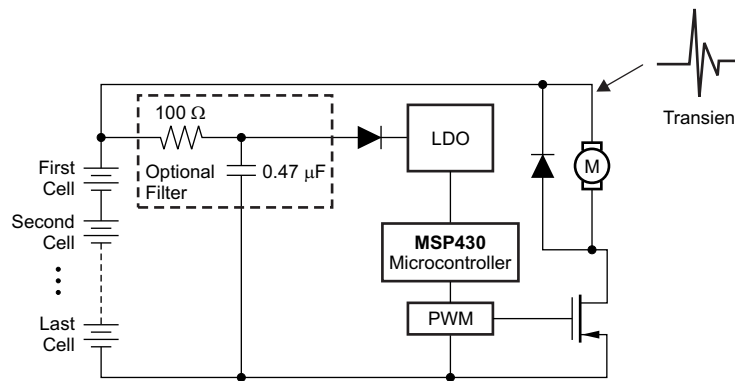 100 Ω
Optional
Filter
0.47 μF
LDO
M
Transien
First
Cell
Second
Cell
Last
Cell
MSP430
Microcontroller
PWM